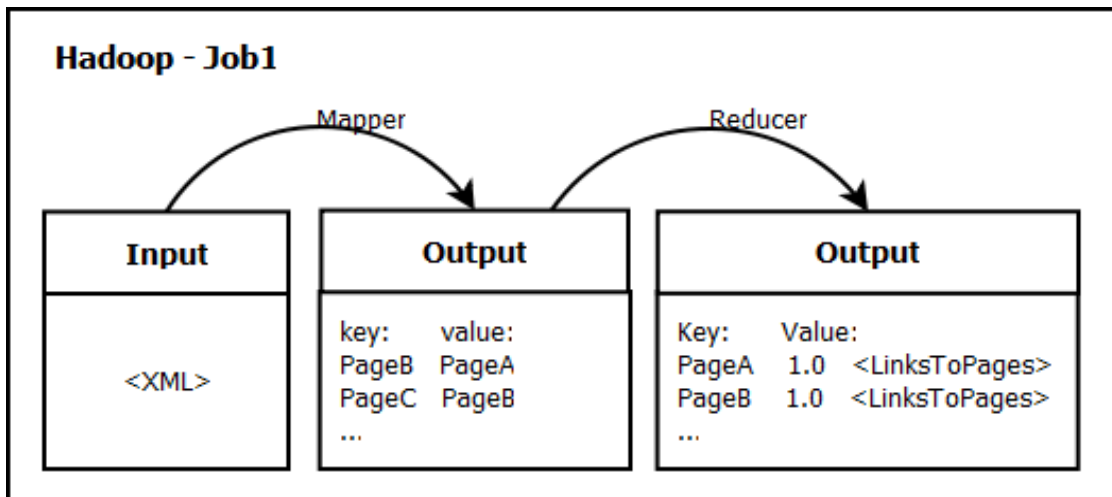 Hadoop - Job1
Mapper
Reducer
Input
Output
Output
<XML>
key: value:
PageB PageA
PageC PageB
...
Key: Value:
PageA 1.0 <LinksToPages>
PageB 1.0 <LinksToPages>
...